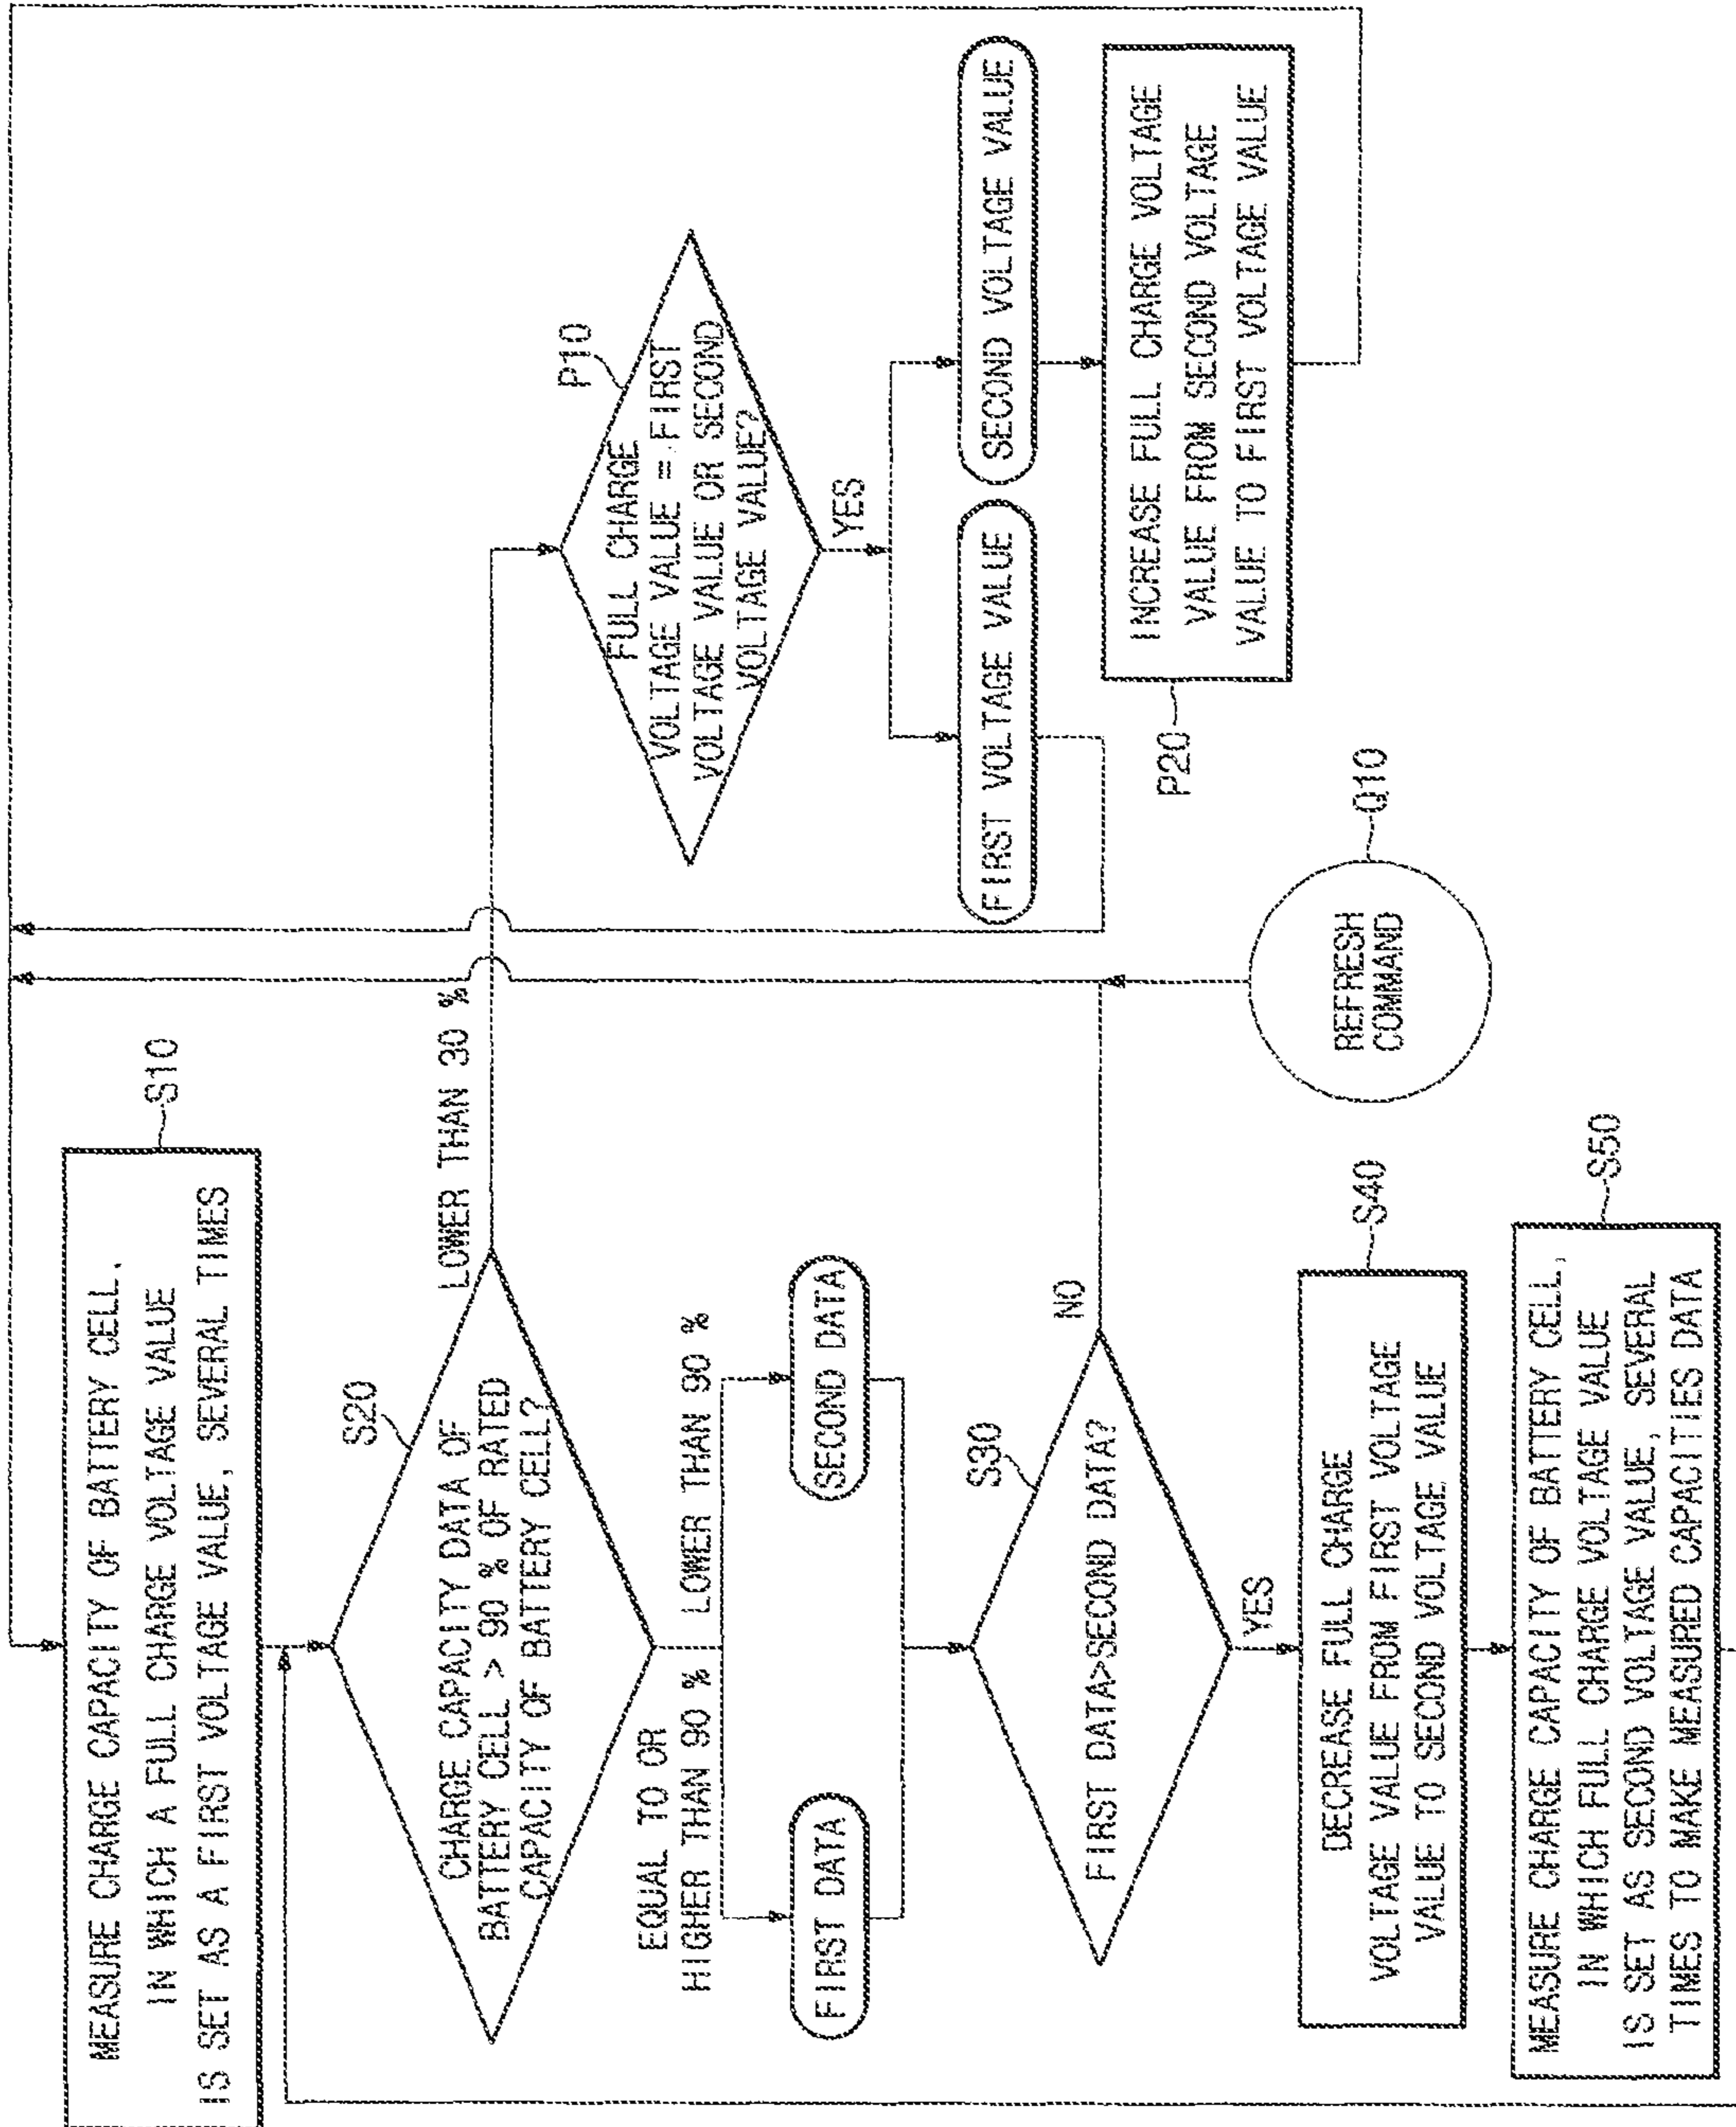 MEASURE CHARGE CAPACITY OF BATTERY CELL,
IN WHICH A FULL CHARGE VOLTAGE VALUE
IS SET AS A FIRST VOLTAGE VALUE, SEVERAL TIMES
S10
S20
CHARGE CAPACITY DATA OF
BATTERY CELL > 90 % OF RATED
CAPACITY OF BATTERY CELL?
LOWER THAN 30 %
EQUAL TO OR
HIGHER THAN 90 %
LOWER THAN 90 %
FIRST DATA
SECOND DATA
S30
FIRST DATA>SECOND DATA?
NO
YES
DECREASE FULL CHARGE
VOLTAGE VALUE FROM FIRST VOLTAGE
VALUE TO SECOND VOLTAGE VALUE
S40
MEASURE CHARGE CAPACITY OF BATTERY CELL,
IN WHICH FULL CHARGE VOLTAGE VALUE
IS SET AS SECOND VOLTAGE VALUE, SEVERAL
TIMES TO MAKE MEASURED CAPACITIES DATA
S50
P10
FULL CHARGE
VOLTAGE VALUE = FIRST
VOLTAGE VALUE OR SECOND
VOLTAGE VALUE?
YES
FIRST VOLTAGE VALUE
SECOND VOLTAGE VALUE
INCREASE FULL CHARGE VOLTAGE
VALUE FROM SECOND VOLTAGE
VALUE TO FIRST VOLTAGE VALUE
P20
REFRESH
COMMAND
Q10